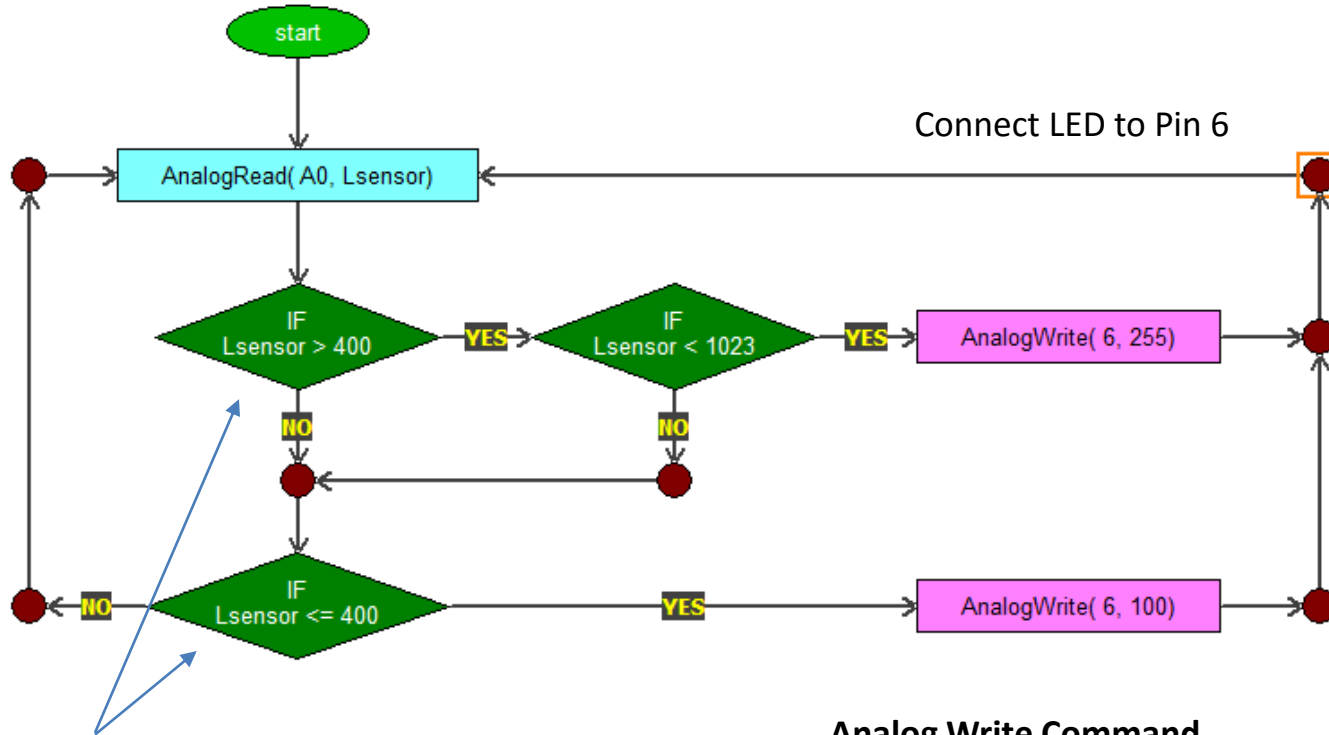 start
Connect LED to Pin 6
AnalogRead( A0, Lsensor)
IF
Lsensor > 400
YES
IF
Lsensor < 1023
YES
AnalogWrite( 6, 255)
NO
NO
IF
Lsensor <= 400
NO
YES
AnalogWrite( 6, 100)
Analog Write Command